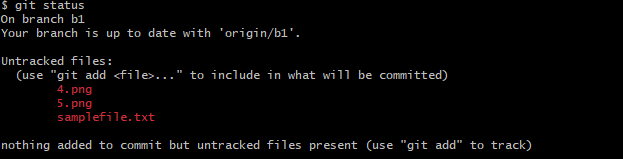 $ git status
On branch b1
Your branch is up to date with 'origin/b1'.

Untracked files:
  (use "git add <file>..." to include in what will be committed)
        4.png
        5.png
        samplefile.txt

nothing added to commit but untracked files present (use "git add" to track)